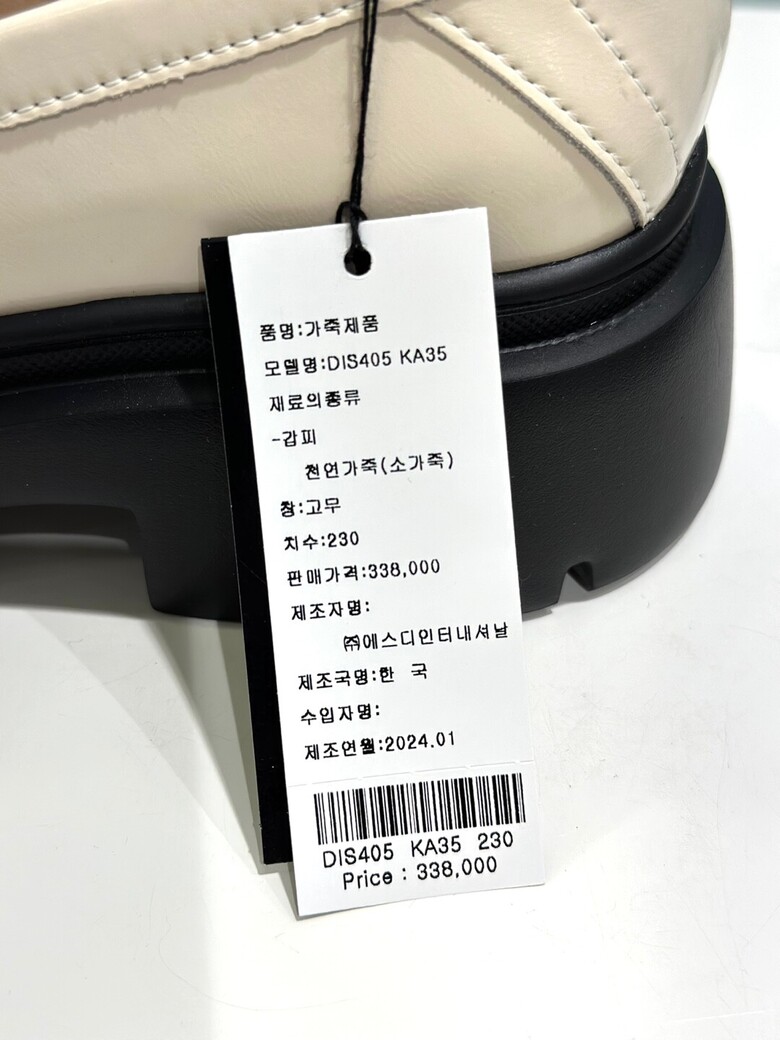 품명:가죽제품
모델명:DIS405 KA35
재료의종류
-갑피
천연가죽(소가죽)
창:고무
치수:230
판매가격:338,000
제조자명:
㈜에스디인터내셔날
제조국명:한 국
수입자명:
제조연월:2024.01
DIS405 KA35 230
Price : 338,000